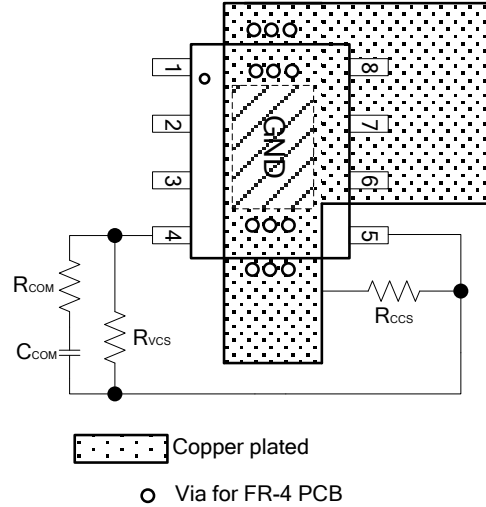 1
8
2
7
GND
3
6
4
5
RCOM
RVCS
RCCS
CCOM
Copper plated
Via for FR-4 PCB